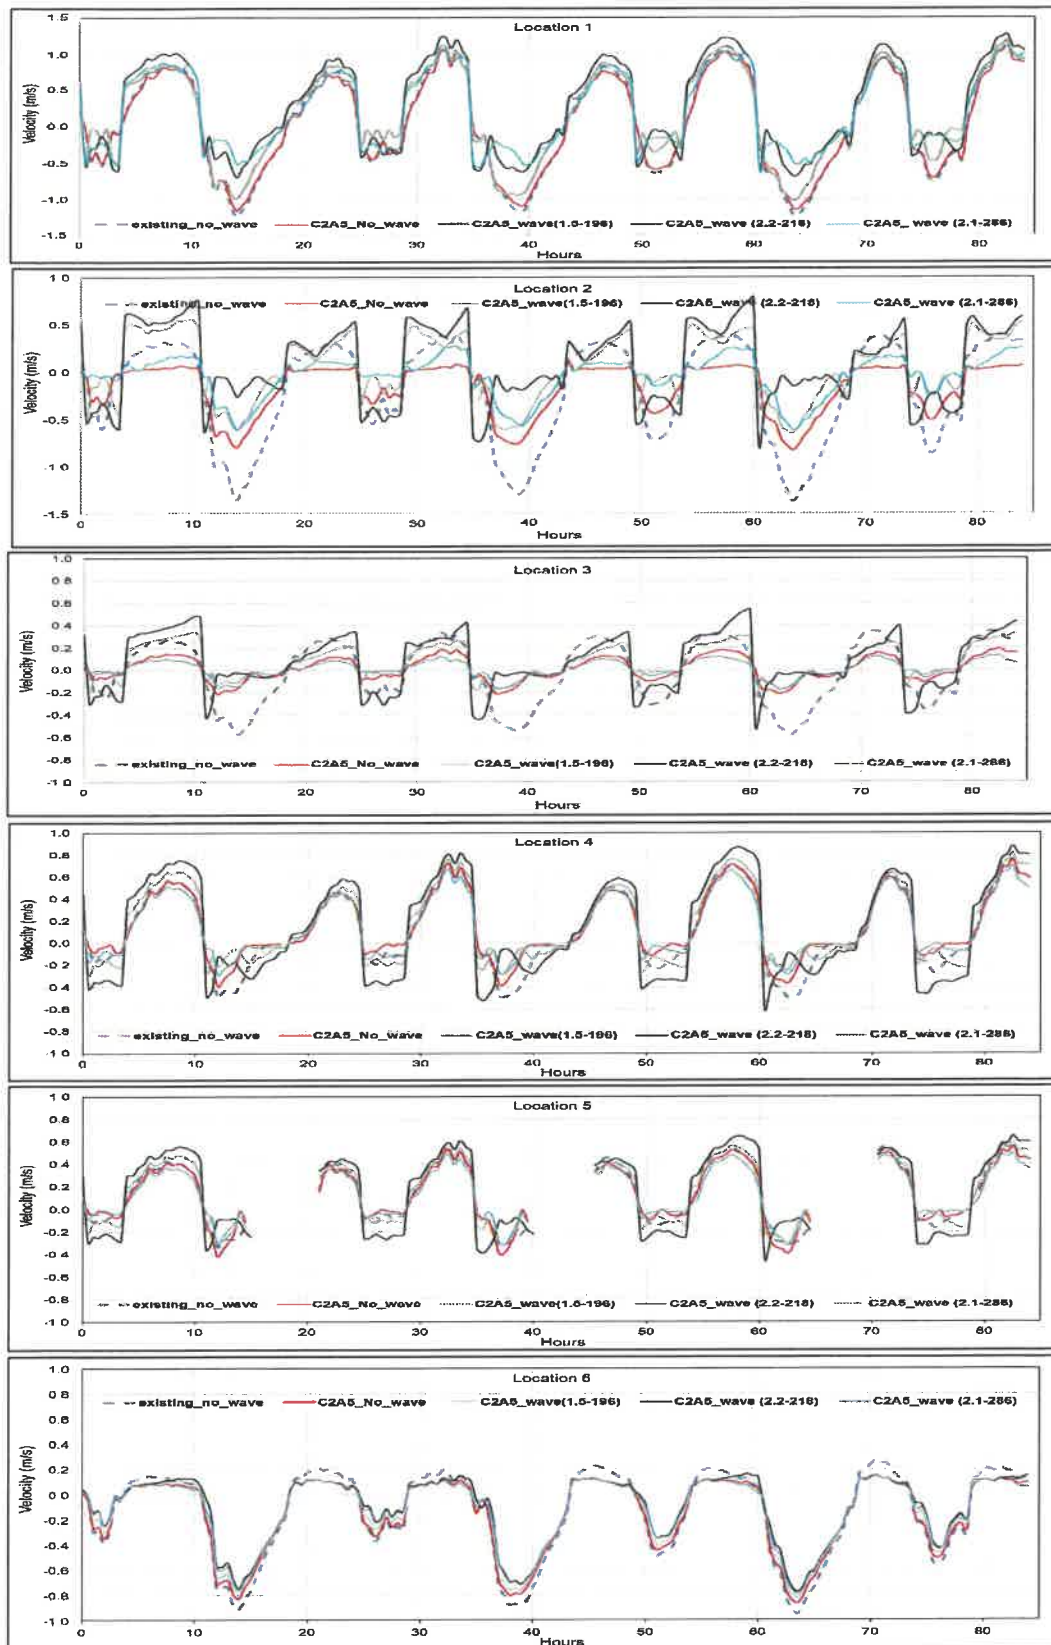 Location 1
Velocity (m/s)
1.5
1.0
0.5
0.0
-0.5
-1.0
-1.5
existing_no_wave C2A5_No_wave C2A5_wave(1.5-196) C2A5_wave (2.2-218) C2A5_ wave (2.1-286)
0 10 20 30 40 50 60 70 80
Hours
Location 2
Velocity (m/s)
1.0
0.5
0.0
-0.5
-1.0
-1.5
existing_no_wave C2A5_No_wave C2A5_wave(1.5-196) C2A5_wave (2.2-218) C2A5_wave (2.1-286)
0 10 20 30 40 50 60 70 80
Hours
Location 3
Velocity (m/s)
1.0
0.8
0.6
0.4
0.2
0.0
-0.2
-0.4
-0.6
-0.8
-1 0
existing_no_wave C2A5_No_wave C2A5_wave(1.5-196) C2A5_wave (2.2-218) C2A5_wave (2.1-286)
0 10 20 30 40 50 60 70 80
Hours
Location 4
Velocity (m/s)
1.0
0.8
0.6
0.4
0.2
0.0
-0.2
-0.4
-0.6
0.8
-1 0
existing_no_wave C2A5_No_wave C2A5_wave(1.5-196) C2A5_wave (2.2-218) C2A5_wave (2.1-286)
0 10 20 30 40 50 60 70 80
Hours
Location 5
Velocity (m/s)
1.0
0.8
0.6
0.4
0.2
0.0
-0.2
-0.4
-0.6
-0.8
-1 0
existing_no_wave C2A5_No_wave C2A5_wave(1.5-196) C2A5_wave (2.2-218) C2A5_wave (2.1-286)
0 10 20 30 40 50 60 70 80
Hours
Location 6
Velocity (m/s)
1.0
0.8
0.6
0.4
0.2
0.0
-0.2
-0.4
-0.6
-0.8
-1 0
existing_no_wave C2A5_No_wave C2A5_wave(1.5-196) C2A5_wave (2.2-218) C2A5_wave (2.1-286)
0 10 20 30 40 50 60 70 80
Hours